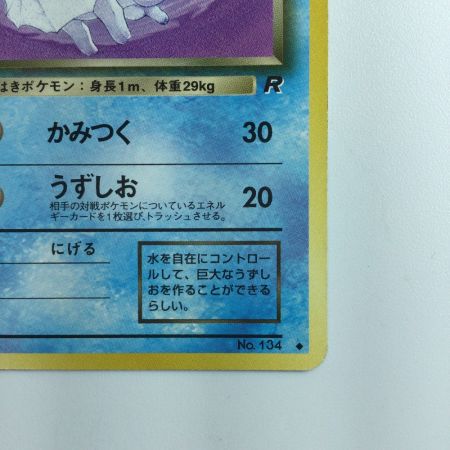 はきポケモン：身長1m、体重29kg
R
かみつく 30
うずしお 20
相手の対戦ポケモンについているエネル
ギーカードを1枚選び、トラッシュさせる。
にげる
水を自在にコントロ
ールして、巨大なうずし
おを作ることができる
らしい。
No. 134